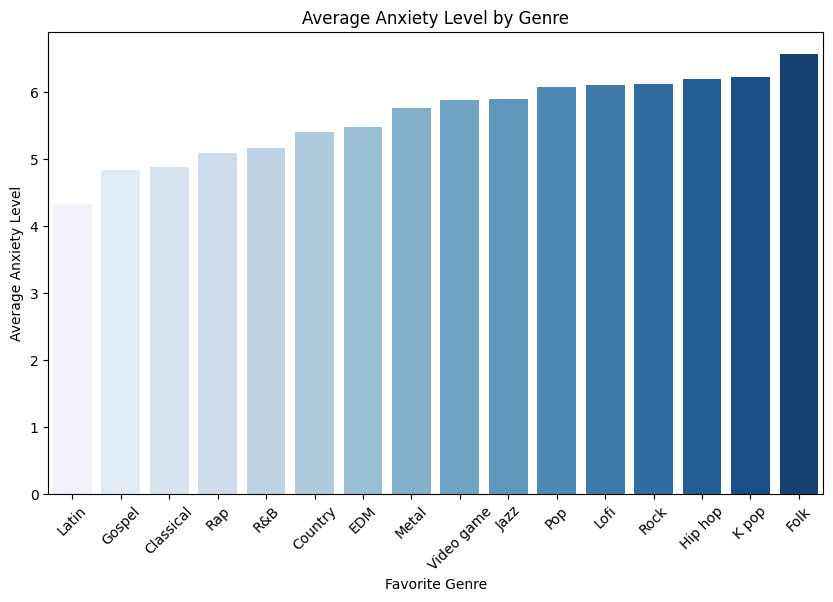 Average Anxiety Level by Genre
Average Anxiety Level
6
5
4
3
2
1
0
Latin
Gospel
Classical
Rap
R&B
Country
EDM
Metal
Video game
Jazz
Pop
Lofi
Rock
Hip hop
K pop
Folk
Favorite Genre